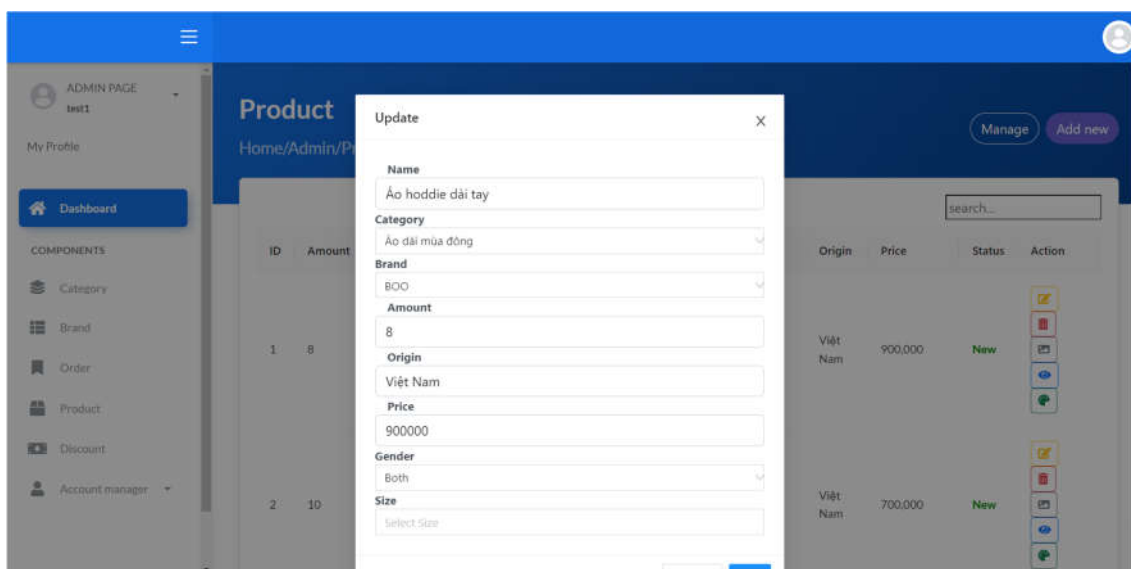 ADMIN PAGE
test1
My Profile
Dashboard
COMPONENTS
Category
Brand
Order
Product
Discount
Account manager
Product
Home/Admin/Pr
Manage
Add new
search...
ID Amount Origin Price Status Action
1 8 Việt Nam 900,000 New
2 10 Việt Nam 700,000 New
Update
X
Name
Áo hoddie dài tay
Category
Áo dài mùa đông
Brand
BOO
Amount
8
Origin
Việt Nam
Price
900000
Gender
Both
Size
Select Size